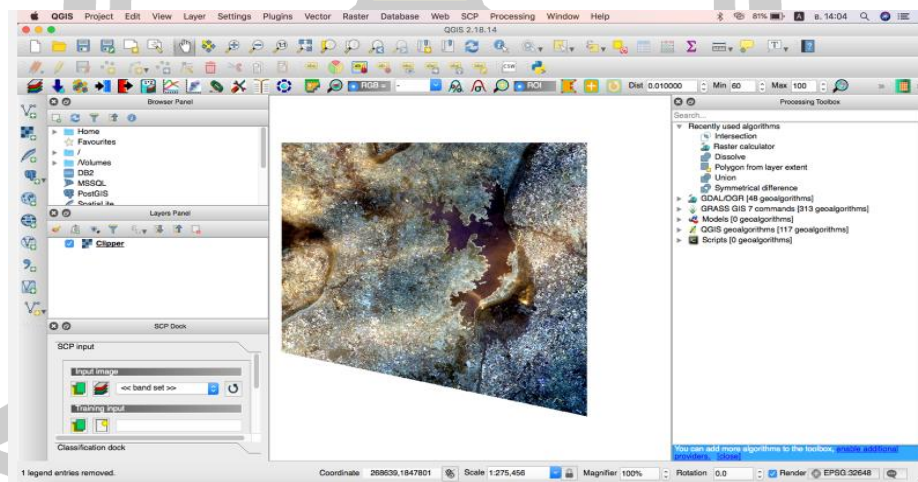 QGIS Project Edit View Layer Settings Plugins Vector Raster Database Web SCP Processing Window Help 81% A อ. 14:04
QGIS 2.18.14
CSW
RGB = - ROI Dist 0.010000 Min 60 Max 100 »
Browser Panel
Home
Favourites
/
/Volumes
DB2
MSSQL
PostGIS
SpatiaLite
Layers Panel
Clipper
SCP Dock
SCP input
Input image
<< band set >>
Training input
Classification dock
Processing Toolbox
Search...
Recently used algorithms
Intersection
Raster calculator
Dissolve
Polygon from layer extent
Union
Symmetrical difference
GDAL/OGR [48 geoalgorithms]
GRASS GIS 7 commands [313 geoalgorithms]
Models [0 geoalgorithms]
QGIS geoalgorithms [117 geoalgorithms]
Scripts [0 geoalgorithms]
You can add more algorithms to the toolbox, enable additional
providers. [close]
1 legend entries removed. Coordinate 268639,1847801 Scale 1:275,456 Magnifier 100% Rotation 0.0 Render EPSG:32648